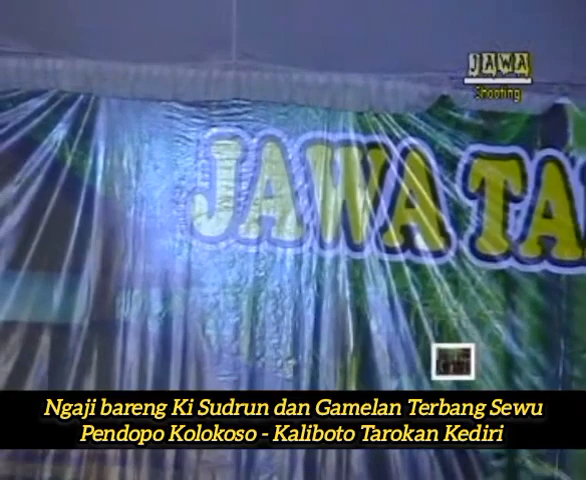 JAWA
Shooting
JAWA TA
Ngaji bareng Ki Sudrun dan Gamelan Terbang Sewu
Pendopo Kolokoso - Kaliboto Tarokan Kediri